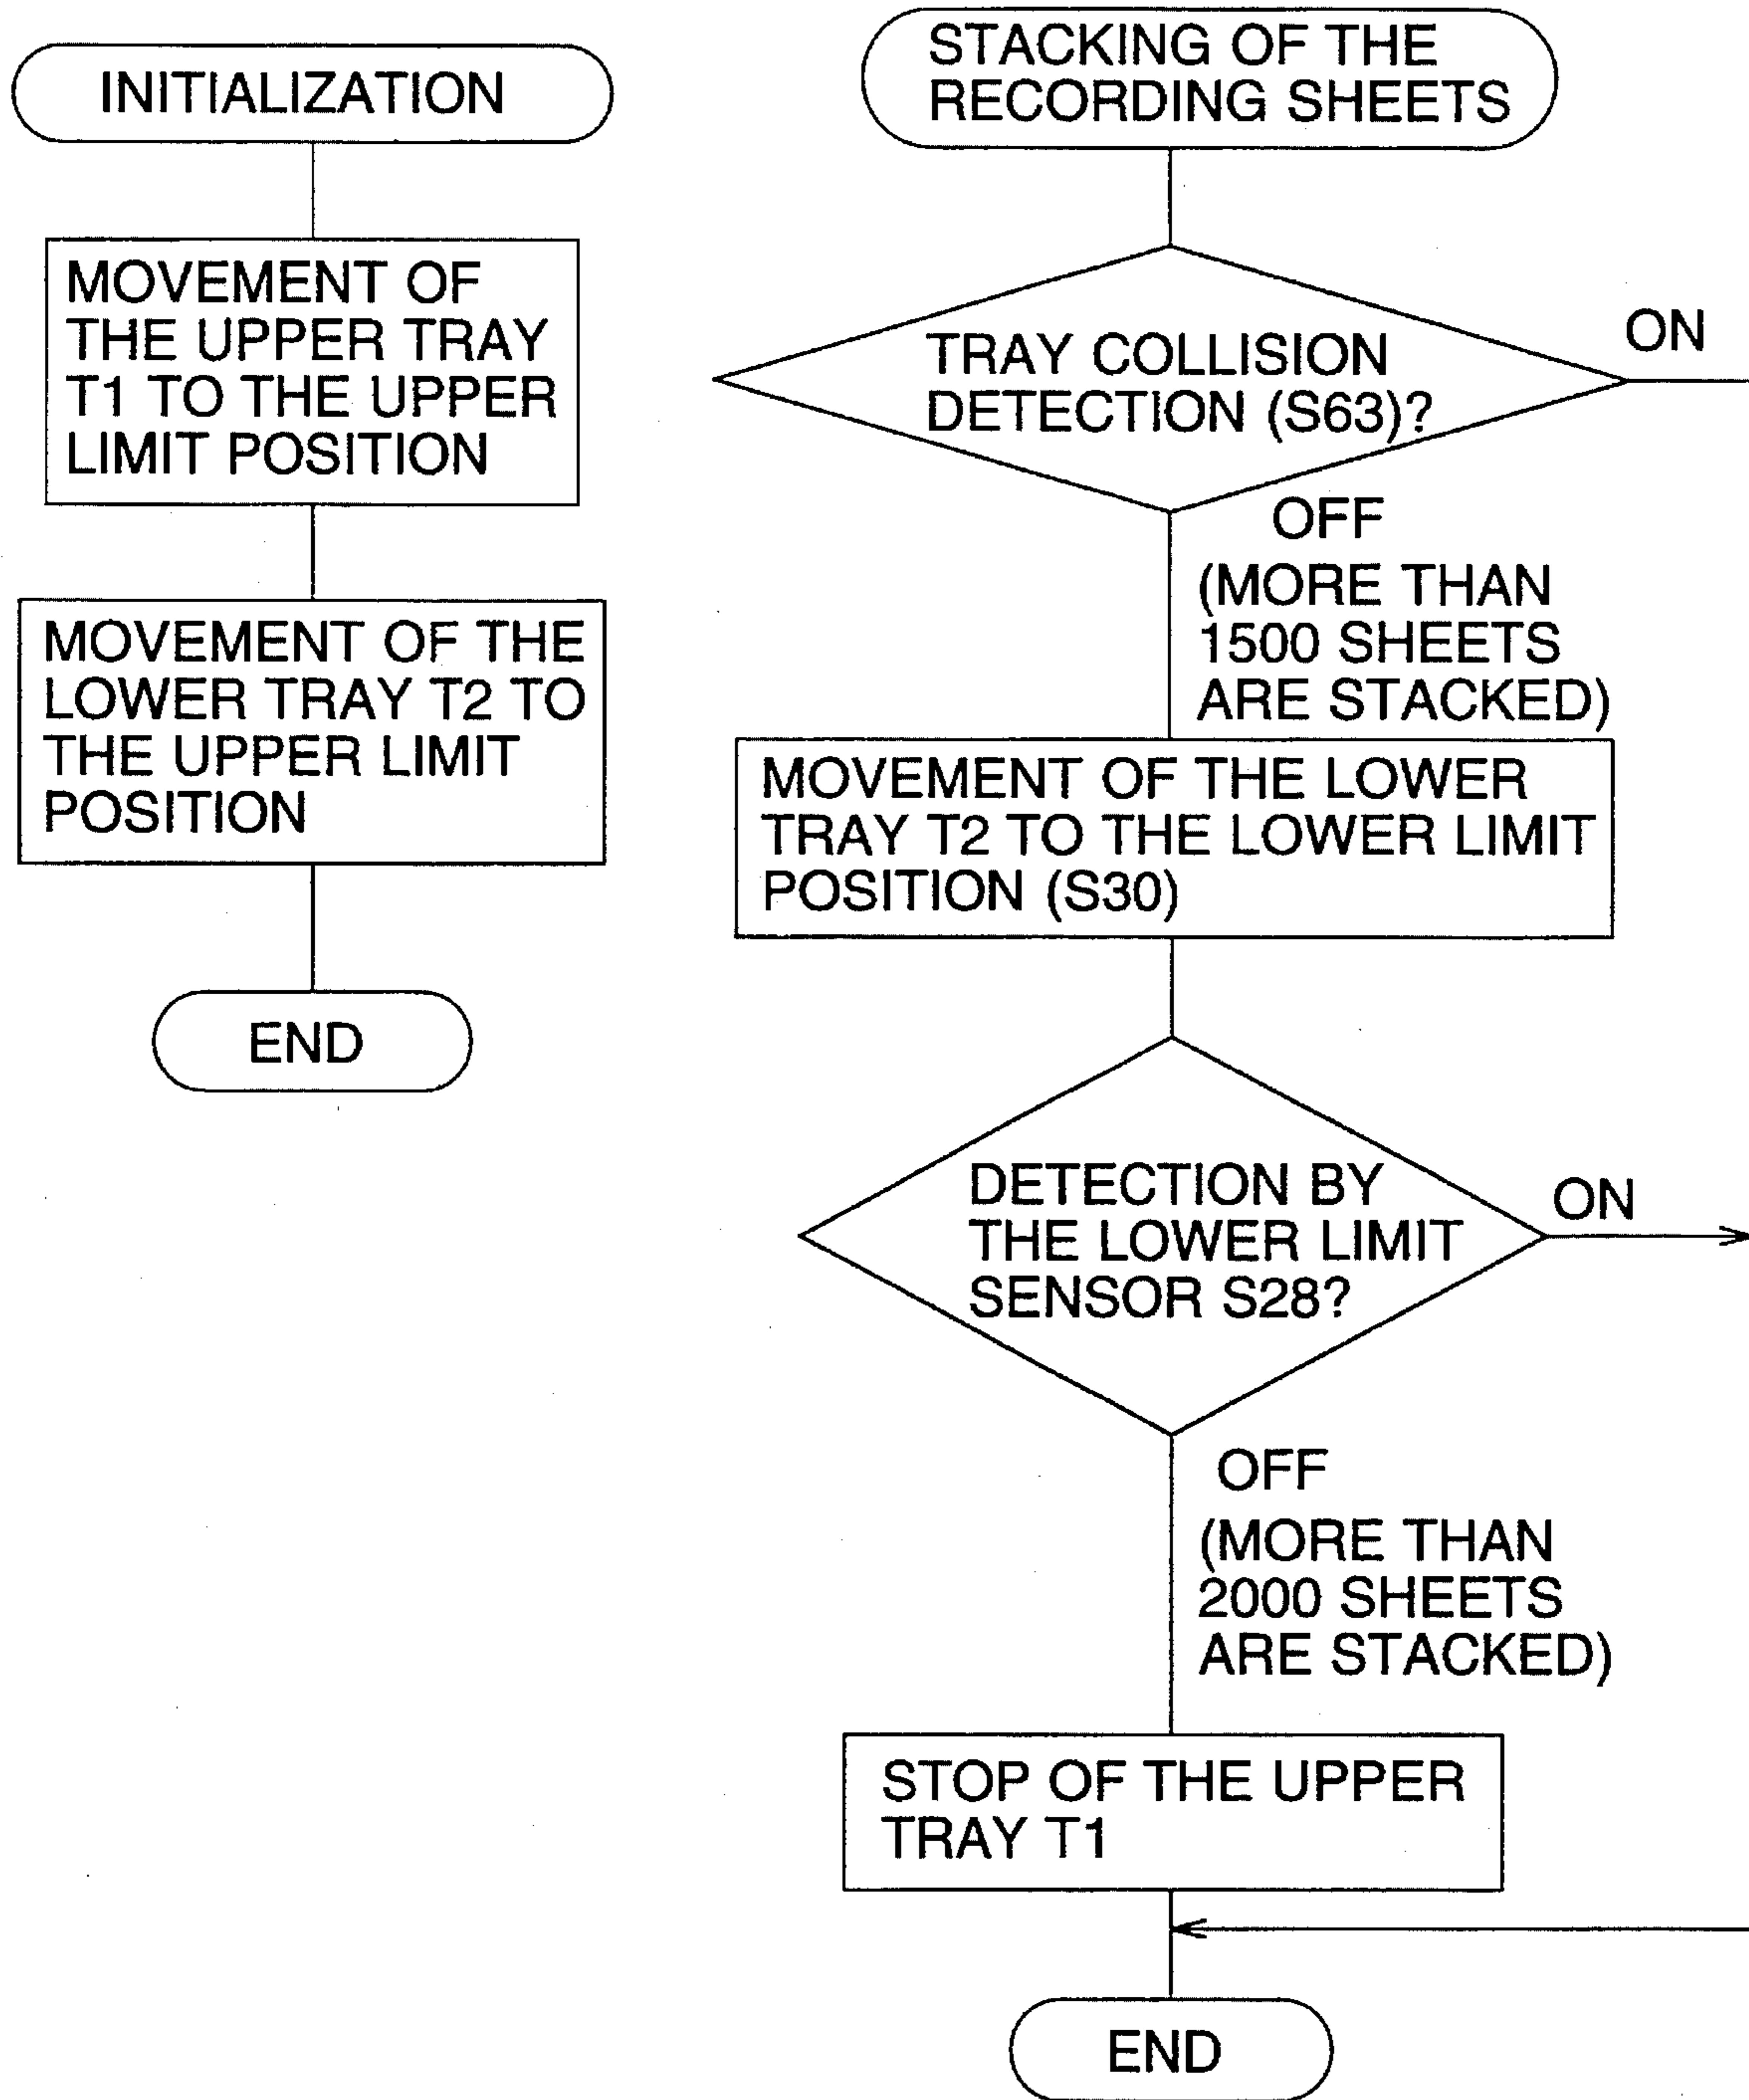 INITIALIZATION
MOVEMENT OF
THE UPPER TRAY
T1 TO THE UPPER
LIMIT POSITION
MOVEMENT OF THE
LOWER TRAY T2 TO
THE UPPER LIMIT
POSITION
END
STACKING OF THE
RECORDING SHEETS
TRAY COLLISION
DETECTION (S63)?
ON
OFF
(MORE THAN
1500 SHEETS
ARE STACKED)
MOVEMENT OF THE LOWER
TRAY T2 TO THE LOWER LIMIT
POSITION (S30)
DETECTION BY
THE LOWER LIMIT
SENSOR S28?
ON
OFF
(MORE THAN
2000 SHEETS
ARE STACKED)
STOP OF THE UPPER
TRAY T1
END